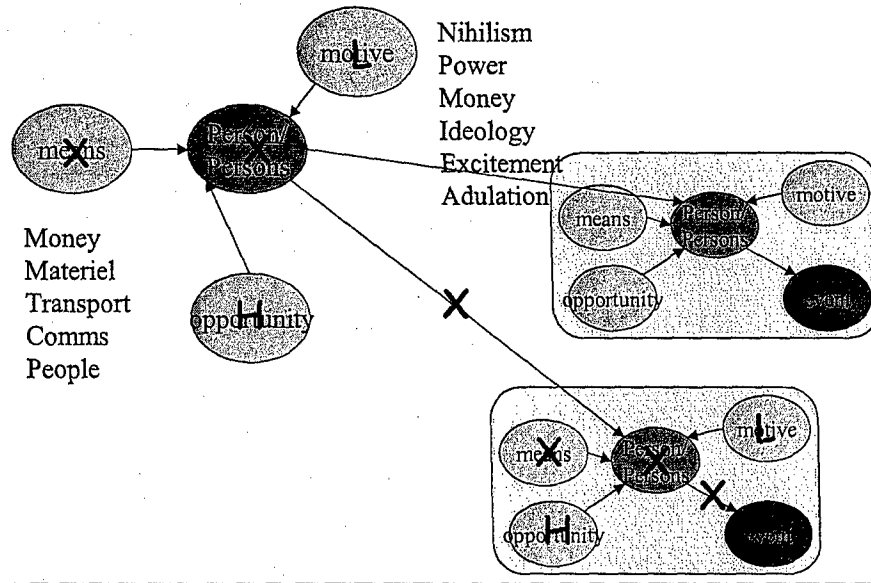 motive
L
Nihilism
Power
Money
Ideology
Excitement
Adulation
means
X
Person/
Persons
X
Money
Materiel
Transport
Comms
People
opportunity
H
X
means
Person/
Persons
motive
opportunity
event
means
X
Person/
Persons
X
motive
L
X
opportunity
H
event